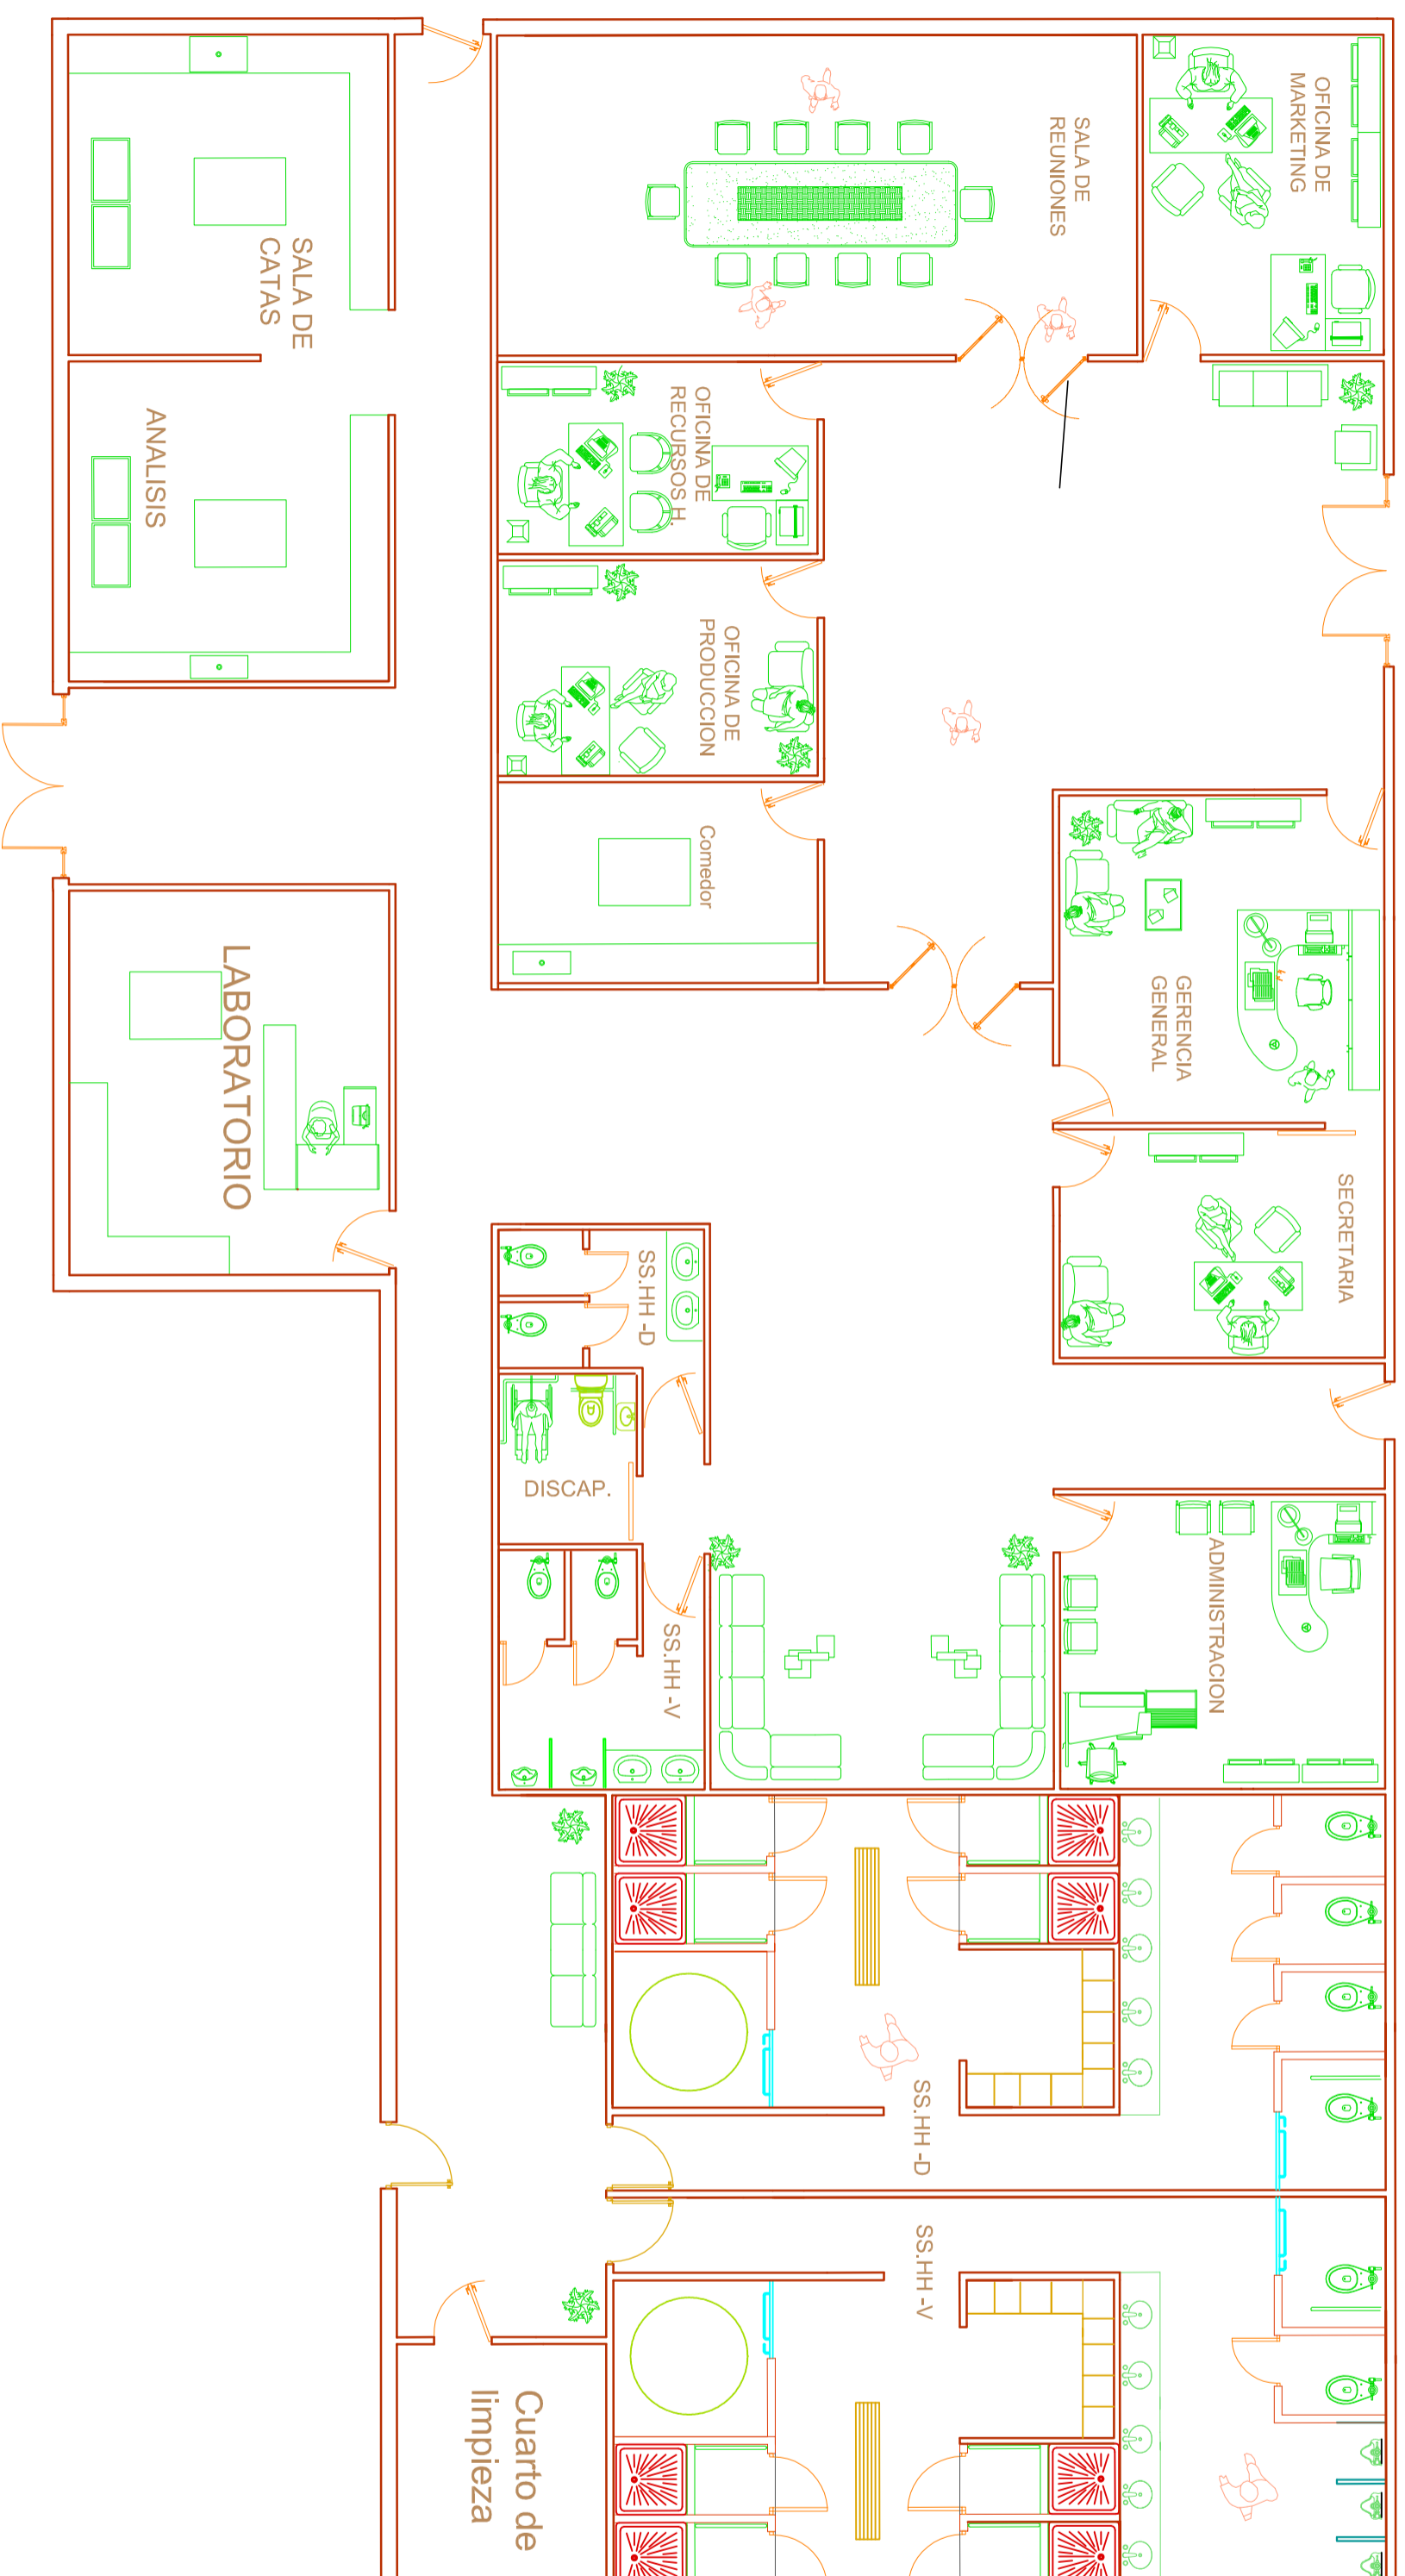 OFICINA DE
MARKETING
SALA DE
REUNIONES
SALA DE
CATAS
ANALISIS
OFICINA DE
RECURSOS H.
OFICINA DE
PRODUCCION
Comedor
GERENCIA
GENERAL
LABORATORIO
SECRETARIA
SS.HH -D
DISCAP.
SS.HH -V
ADMINISTRACION
SS.HH -D
SS.HH -V
Cuarto de
limpieza